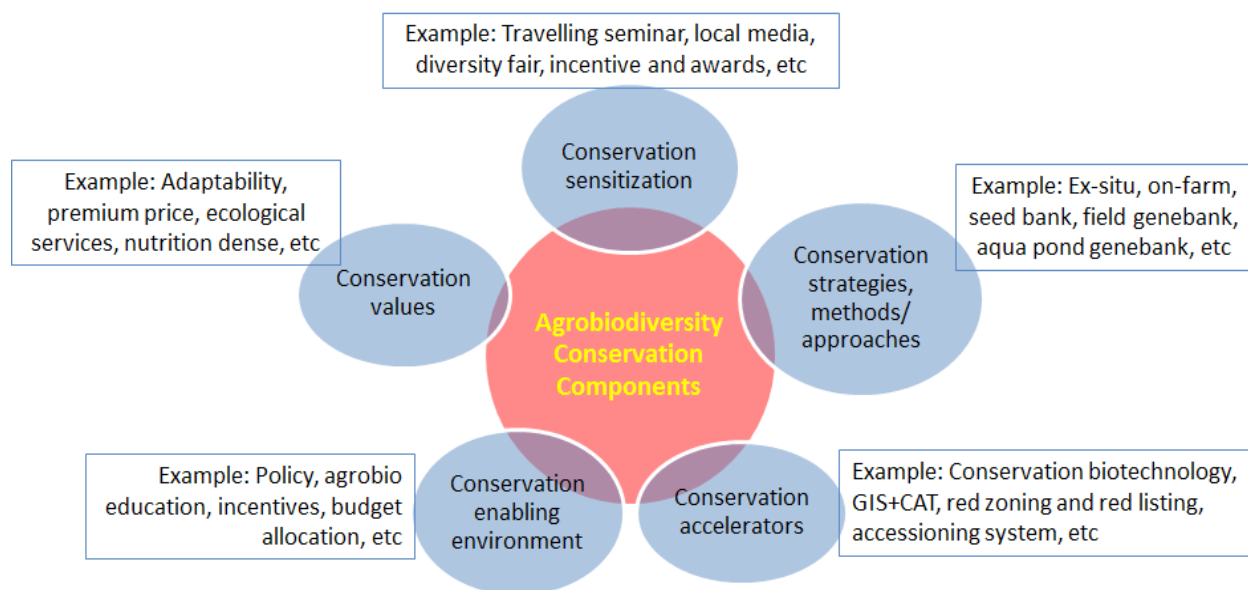 Example: Travelling seminar, local media,
diversity fair, incentive and awards, etc
Conservation
sensitization
Example: Adaptability,
premium price, ecological
services, nutrition dense, etc
Conservation
values
Example: Ex-situ, on-farm,
seed bank, field genebank,
aqua pond genebank, etc
Conservation
strategies,
methods/
approaches
Agrobiodiversity
Conservation
Components
Example: Policy, agrobio
education, incentives, budget
allocation, etc
Conservation
enabling
environment
Conservation
accelerators
Example: Conservation biotechnology,
GIS+CAT, red zoning and red listing,
accessioning system, etc